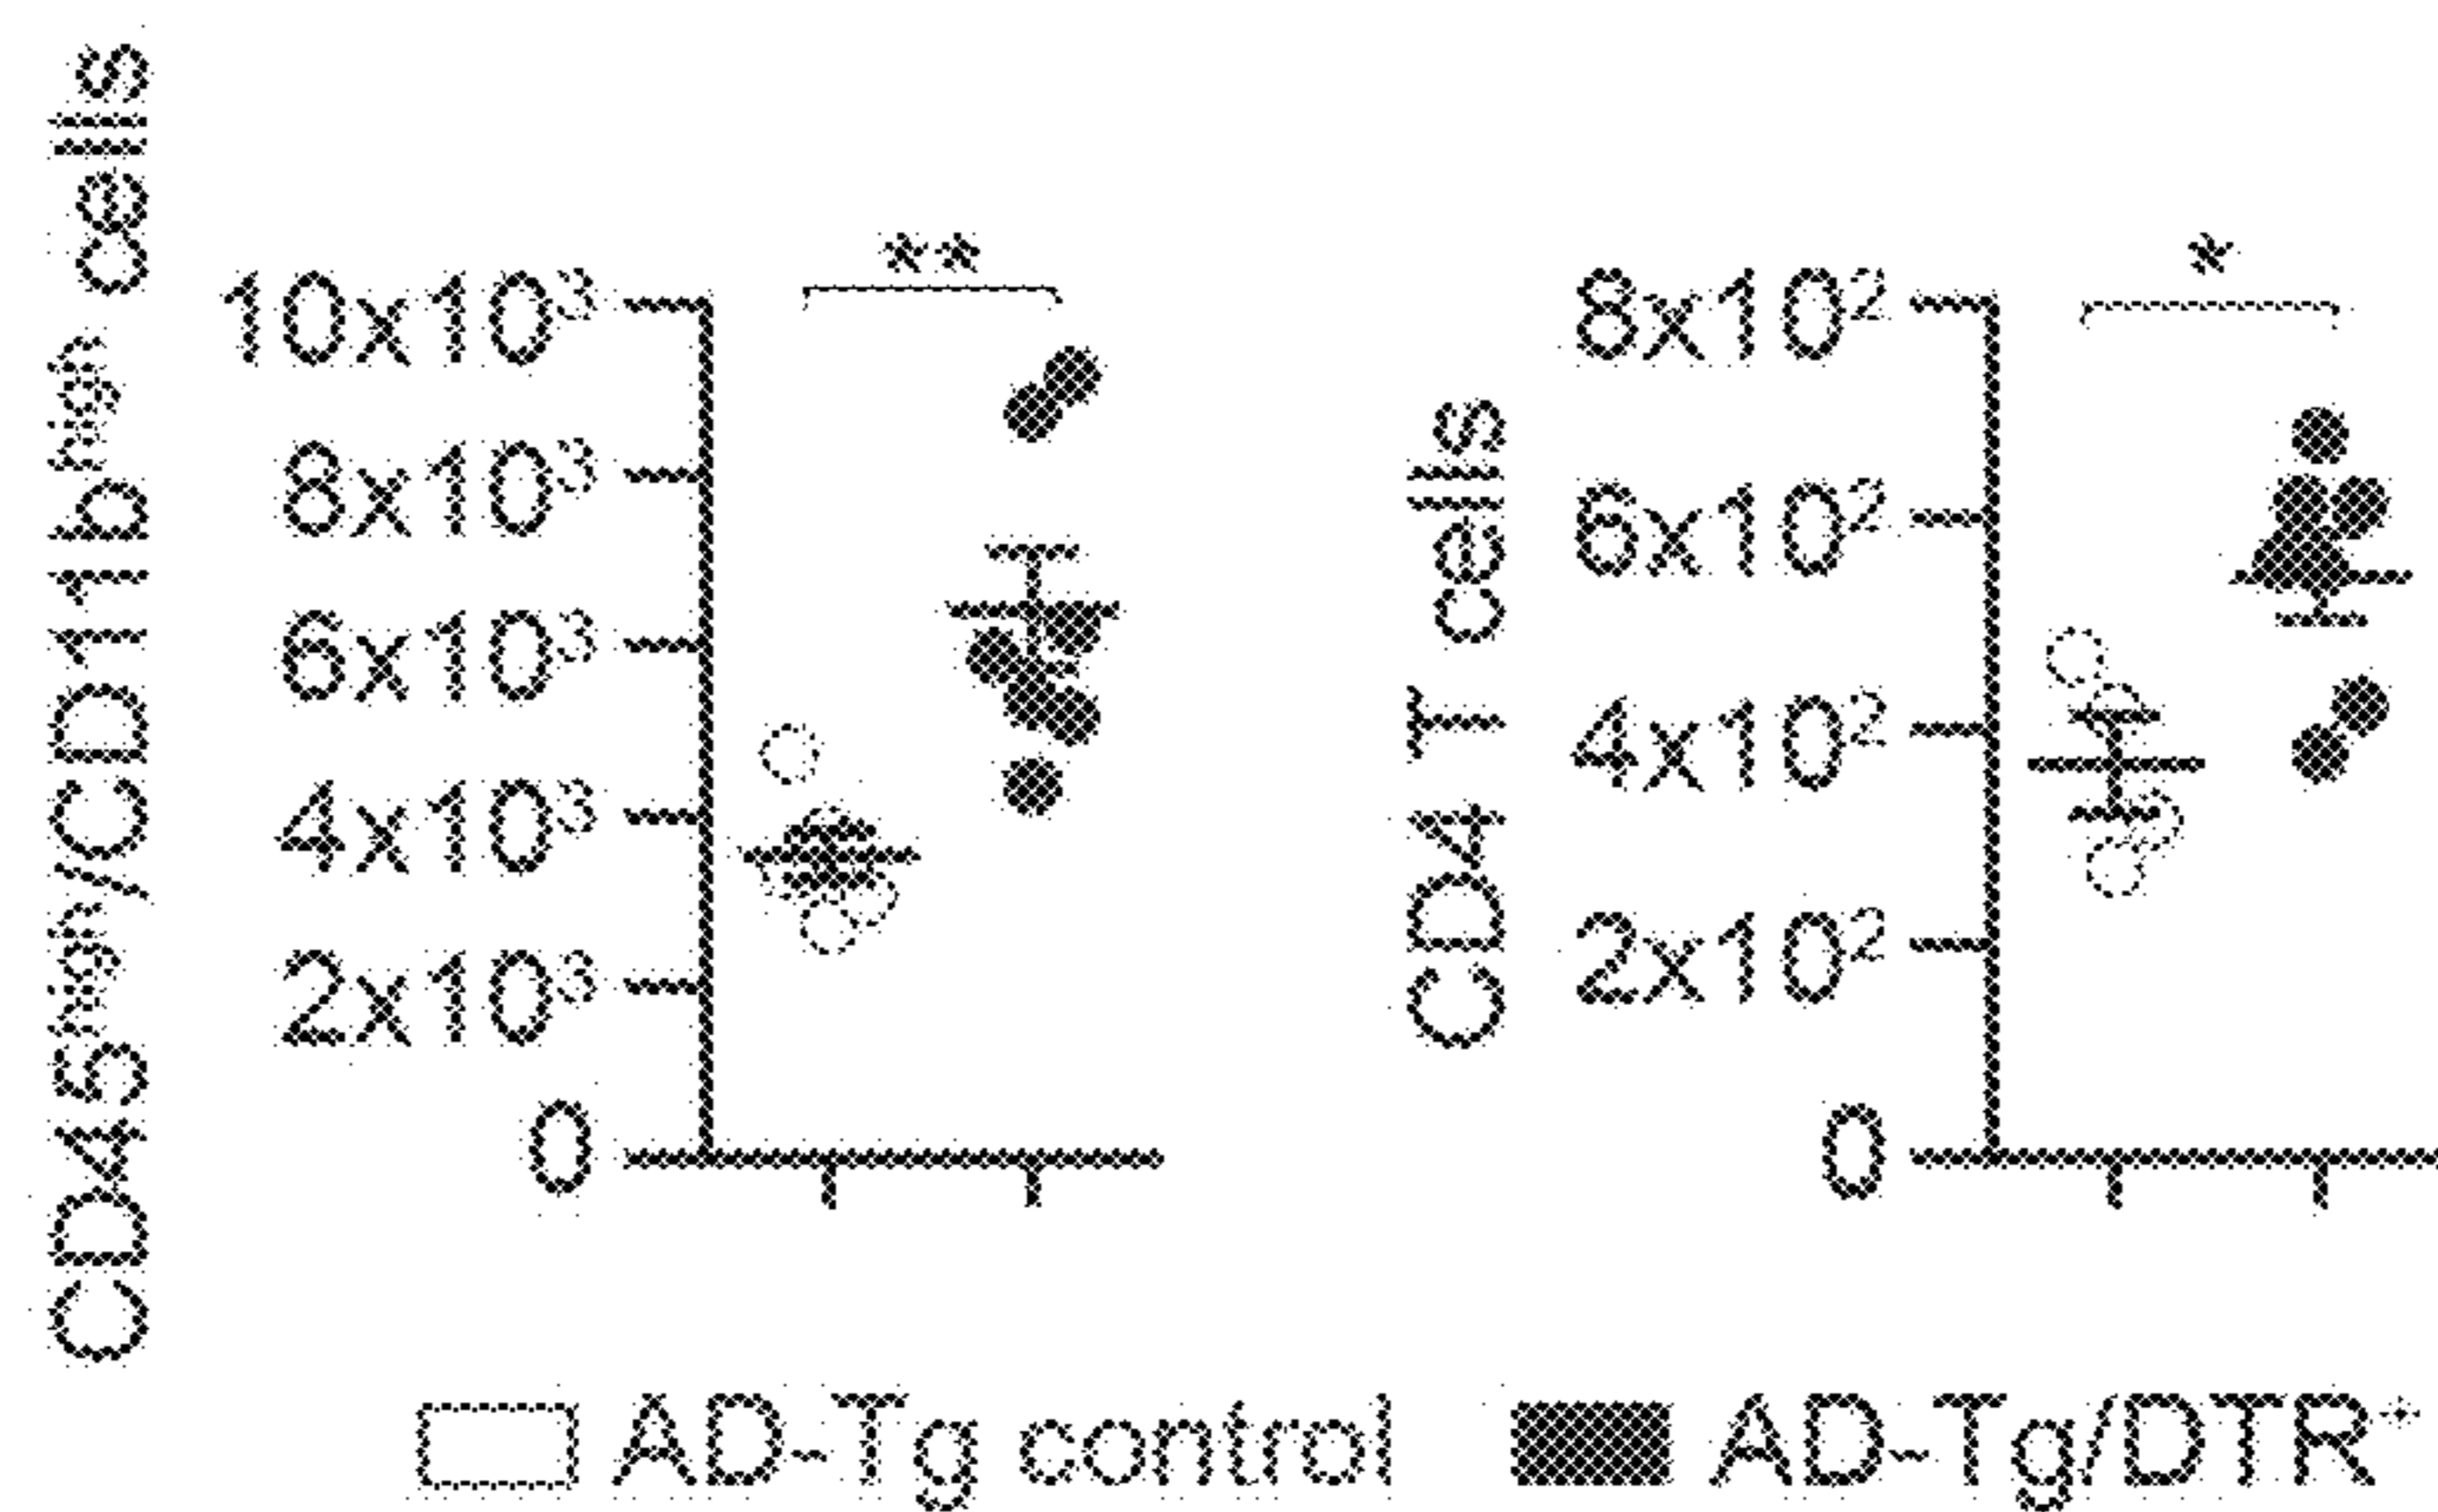 CD45ʰⁱᵍʰ/CD11bʰⁱᵍʰ cells
**
10x10³
8x10³
6x10³
4x10³
2x10³
0
CD4 T cells
*
8x10²
6x10²
4x10²
2x10²
0
AD-Tg control
AD-Tg/DTR⁺